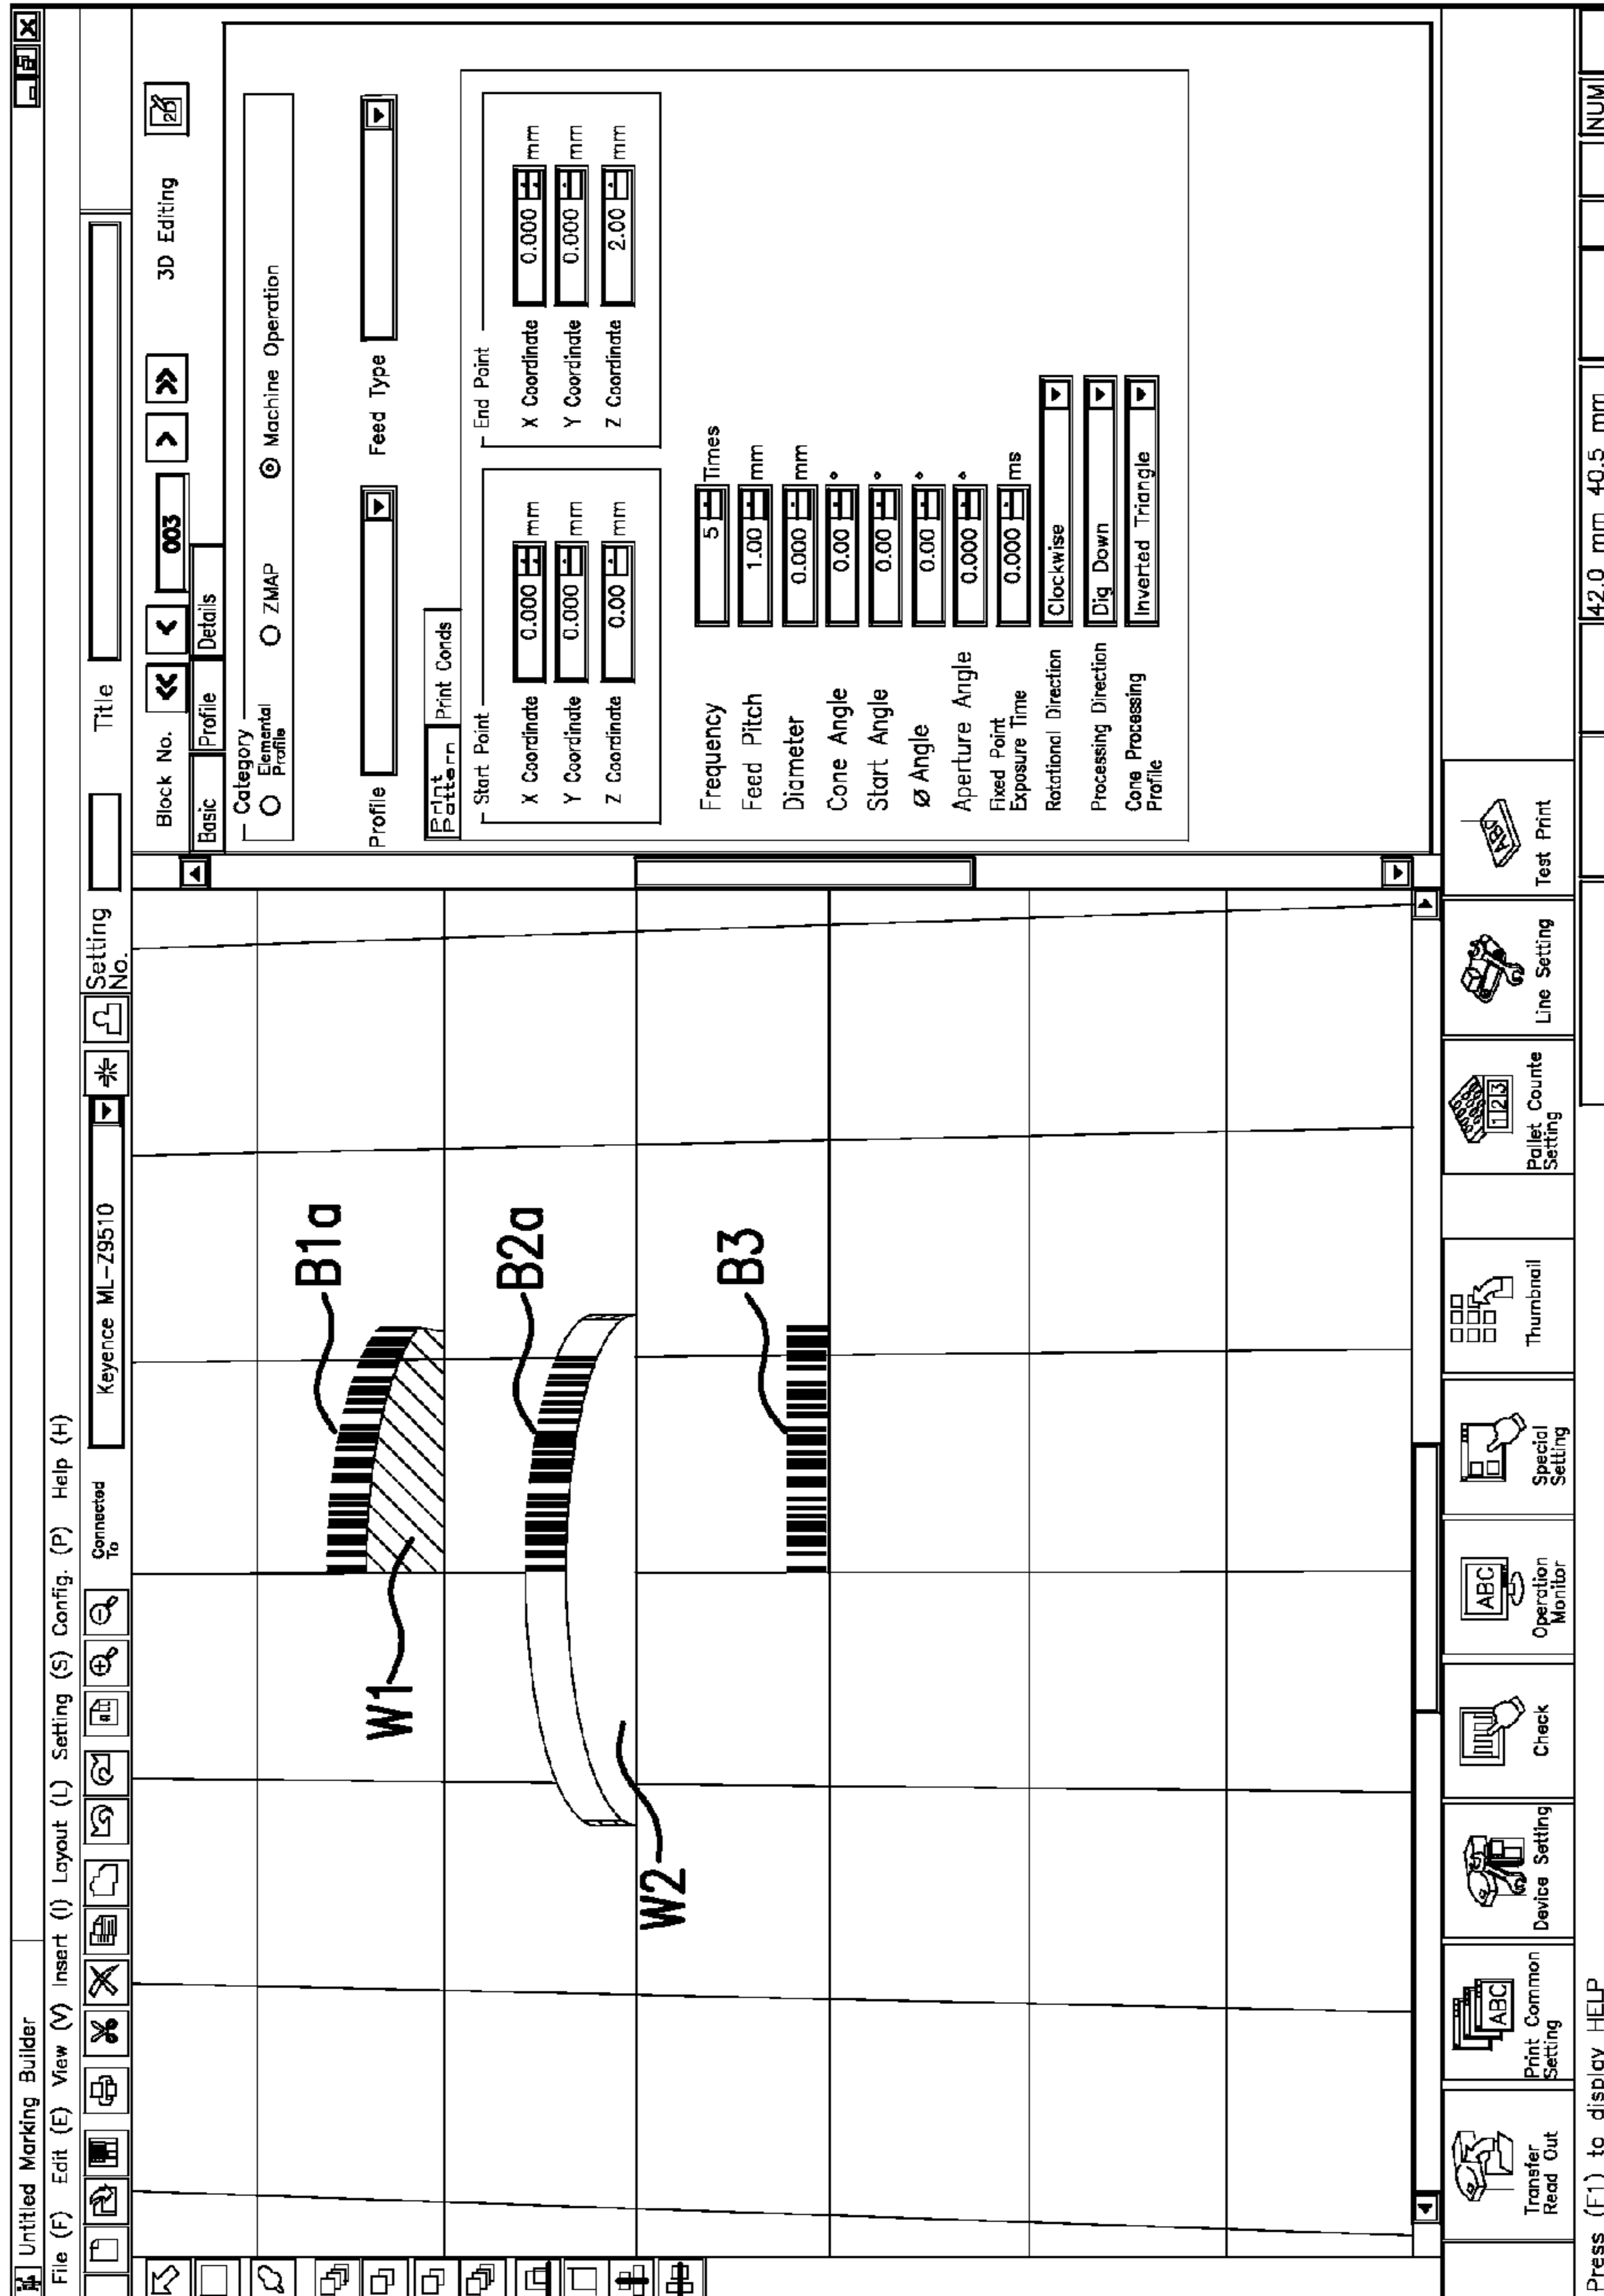 Untitled Marking Builder
File (F) Edit (E) View (V) Insert (I) Layout (L) Setting (S) Config. (P) Help (H)
Connected To
Keyence ML-Z9510
Setting No.
Title
Block No.
003
3D Editing
2D
Basic
Profile
Details
Category
Elemental Profile
ZMAP
Machine Operation
Profile
Feed Type
Print Pattern
Print Conds
Start Point
X Coordinate 0.000 mm
Y Coordinate 0.000 mm
Z Coordinate 0.00 mm
End Point
X Coordinate 0.000 mm
Y Coordinate 0.000 mm
Z Coordinate 2.00 mm
Frequency 5 Times
Feed Pitch 1.00 mm
Diameter 0.000 mm
Cone Angle 0.00 °
Start Angle 0.00 °
Ø Angle 0.00 °
Aperture Angle 0.000 °
Fixed Point Exposure Time 0.000 ms
Rotational Direction Clockwise
Processing Direction Dig Down
Cone Processing Profile Inverted Triangle
B1a
W1
B2a
W2
B3
Transfer Read Out
ABC
Print Common Setting
Device Setting
Check
ABC
Operation Monitor
Special Setting
Thumbnail
123
Pallet Counte Setting
Line Setting
ABC
Test Print
Press (F1) to display HELP
42.0 mm 40.5 mm
NUM